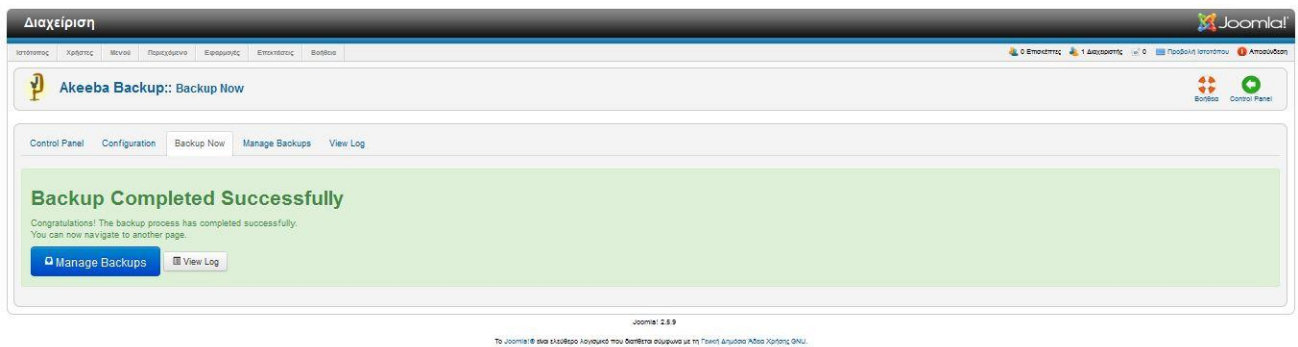 Διαχείριση
Joomla!
Ιστότοπος Χρήστες Μενού Περιεχόμενο Εφαρμογές Επεκτάσεις Βοήθεια 0 Επισκέπτες 1 Διαχειριστής 0 Προβολή Ιστοτόπου Αποσύνδεση
Akeeba Backup:: Backup Now
Βοήθεια Control Panel
Control Panel Configuration Backup Now Manage Backups View Log
Backup Completed Successfully
Congratulations! The backup process has completed successfully.
You can now navigate to another page.
Manage Backups View Log
Joomla! 2.5.9
Το Joomla!® είναι ελεύθερο λογισμικό που διατίθεται σύμφωνα με τη Γενική Δημόσια Άδεια Χρήσης GNU.